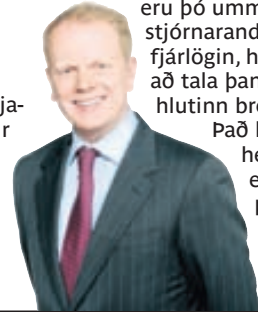 ja-
r
eru þó umm
stjórnarand
fjárlögin, h
að tala þan
hlutinn bre
Það
he
e